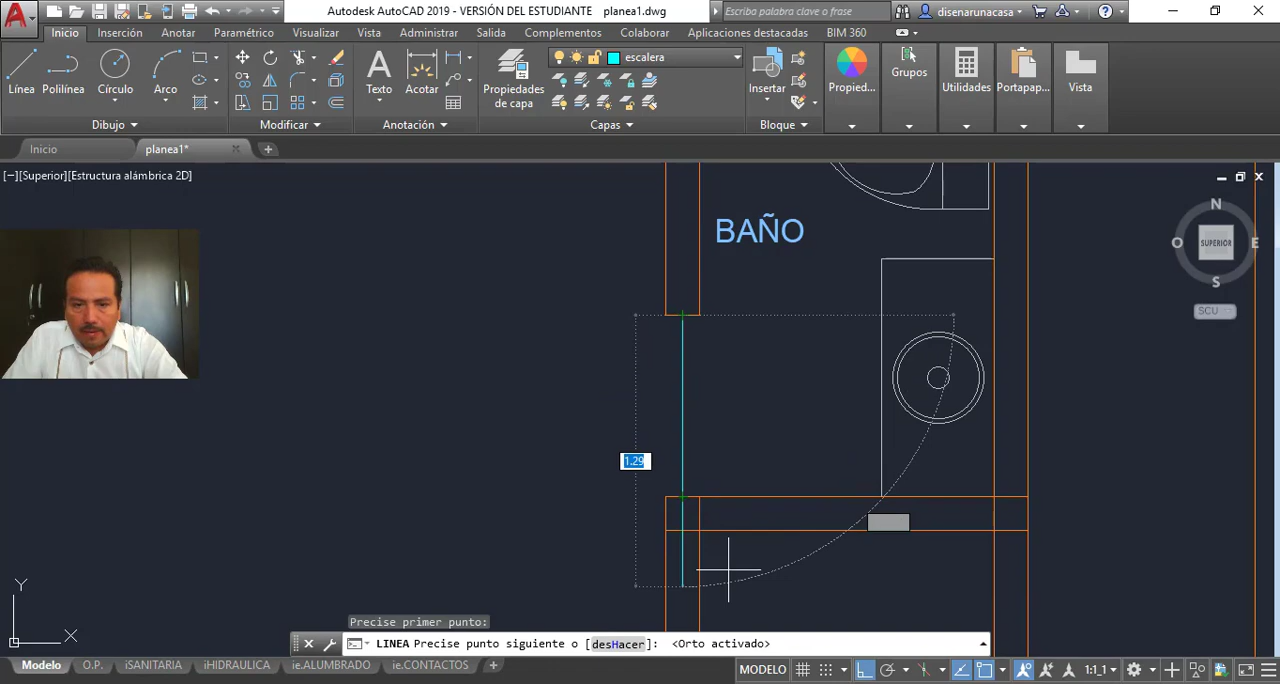 Autodesk AutoCAD 2019 - VERSIÓN DEL ESTUDIANTE planea1.dwg
Escriba palabra clave o frase
disenarunacasa
Inicio Inserción Anotar Paramétrico Visualizar Vista Administrar Salida Complementos Colaborar Aplicaciones destacadas BIM 360
Línea Polilínea Círculo Arco
Texto Acotar
Propiedades de capa
escalera
Insertar
Propied... Grupos Utilidades Portapap... Vista
Dibujo Modificar Anotación Capas Bloque
Inicio planea1*
[−][Superior][Estructura alámbrica 2D]
N
O SUPERIOR E
S
SCU
BAÑO
1.29
Y
X
Precise primer punto:
LINEA Precise punto siguiente o [desHacer]: <Orto activado>
Modelo O.P. iSANITARIA iHIDRAULICA ie.ALUMBRADO ie.CONTACTOS
MODELO 1:1_1